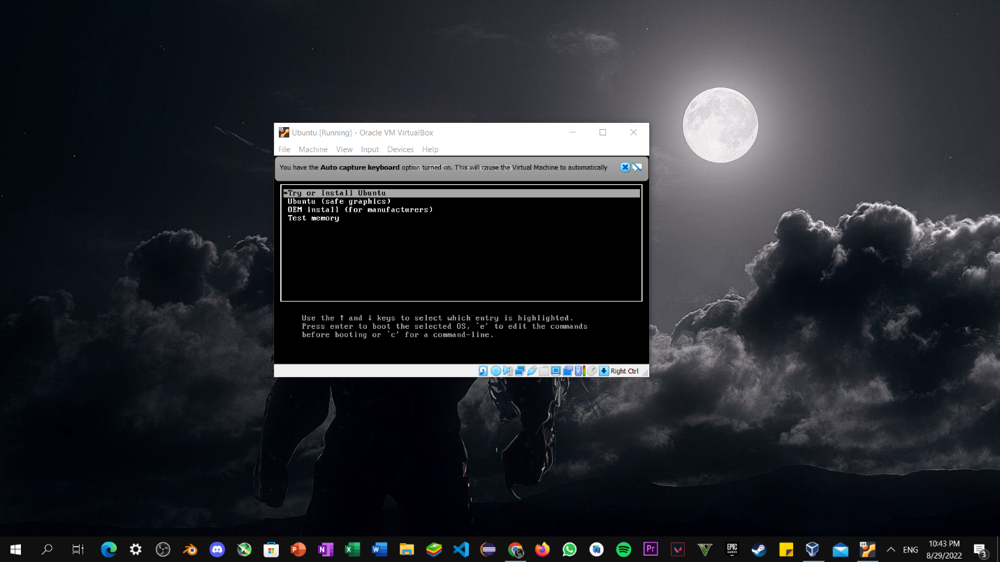 Ubuntu [Running] - Oracle VM VirtualBox
File Machine View Input Devices Help
You have the Auto capture keyboard option turned on. This will cause the Virtual Machine to automatically
*Try or Install Ubuntu
Ubuntu (safe graphics)
OEM install (for manufacturers)
Test memory
Use the ↑ and ↓ keys to select which entry is highlighted.
Press enter to boot the selected OS, `e' to edit the commands
before booting or `c' for a command-line.
Right Ctrl
ENG
10:43 PM
8/29/2022
3